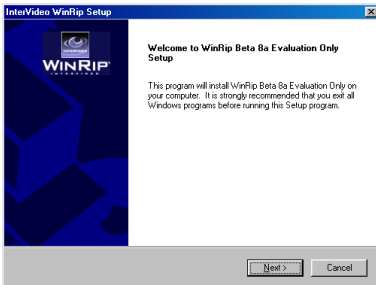 InterVideo WinRip Setup
INTERVIDEO
WINRIP
INTERVIDEO
Welcome to WinRip Beta 8a Evaluation Only
Setup
This program will install WinRip Beta 8a Evaluation Only on
your computer. It is strongly recommended that you exit all
Windows programs before running this Setup program.
Next >
Cancel